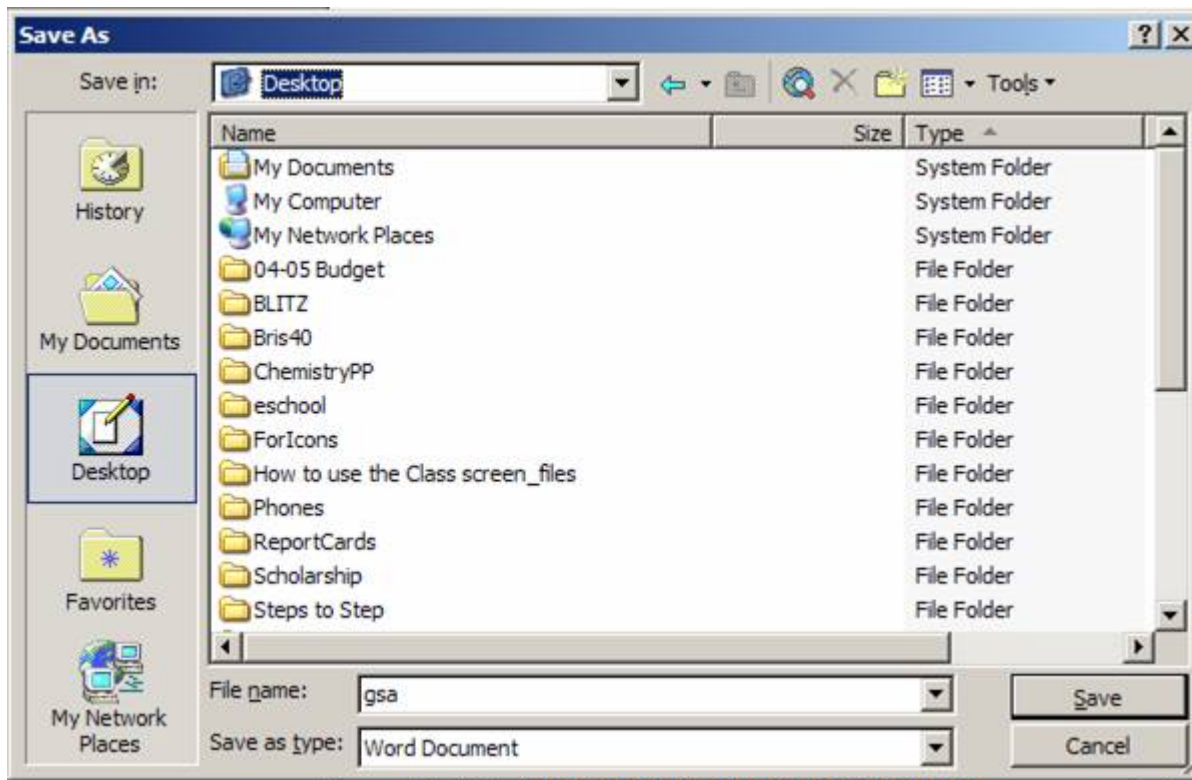 Save As
Save in: Desktop Tools
Name Size Type
History
My Documents
Desktop
Favorites
My Network
Places
My Documents System Folder
My Computer System Folder
My Network Places System Folder
04-05 Budget File Folder
BLITZ File Folder
Bris40 File Folder
ChemistryPP File Folder
eschool File Folder
ForIcons File Folder
How to use the Class screen_files File Folder
Phones File Folder
ReportCards File Folder
Scholarship File Folder
Steps to Step File Folder
File name: gsa Save
Save as type: Word Document Cancel